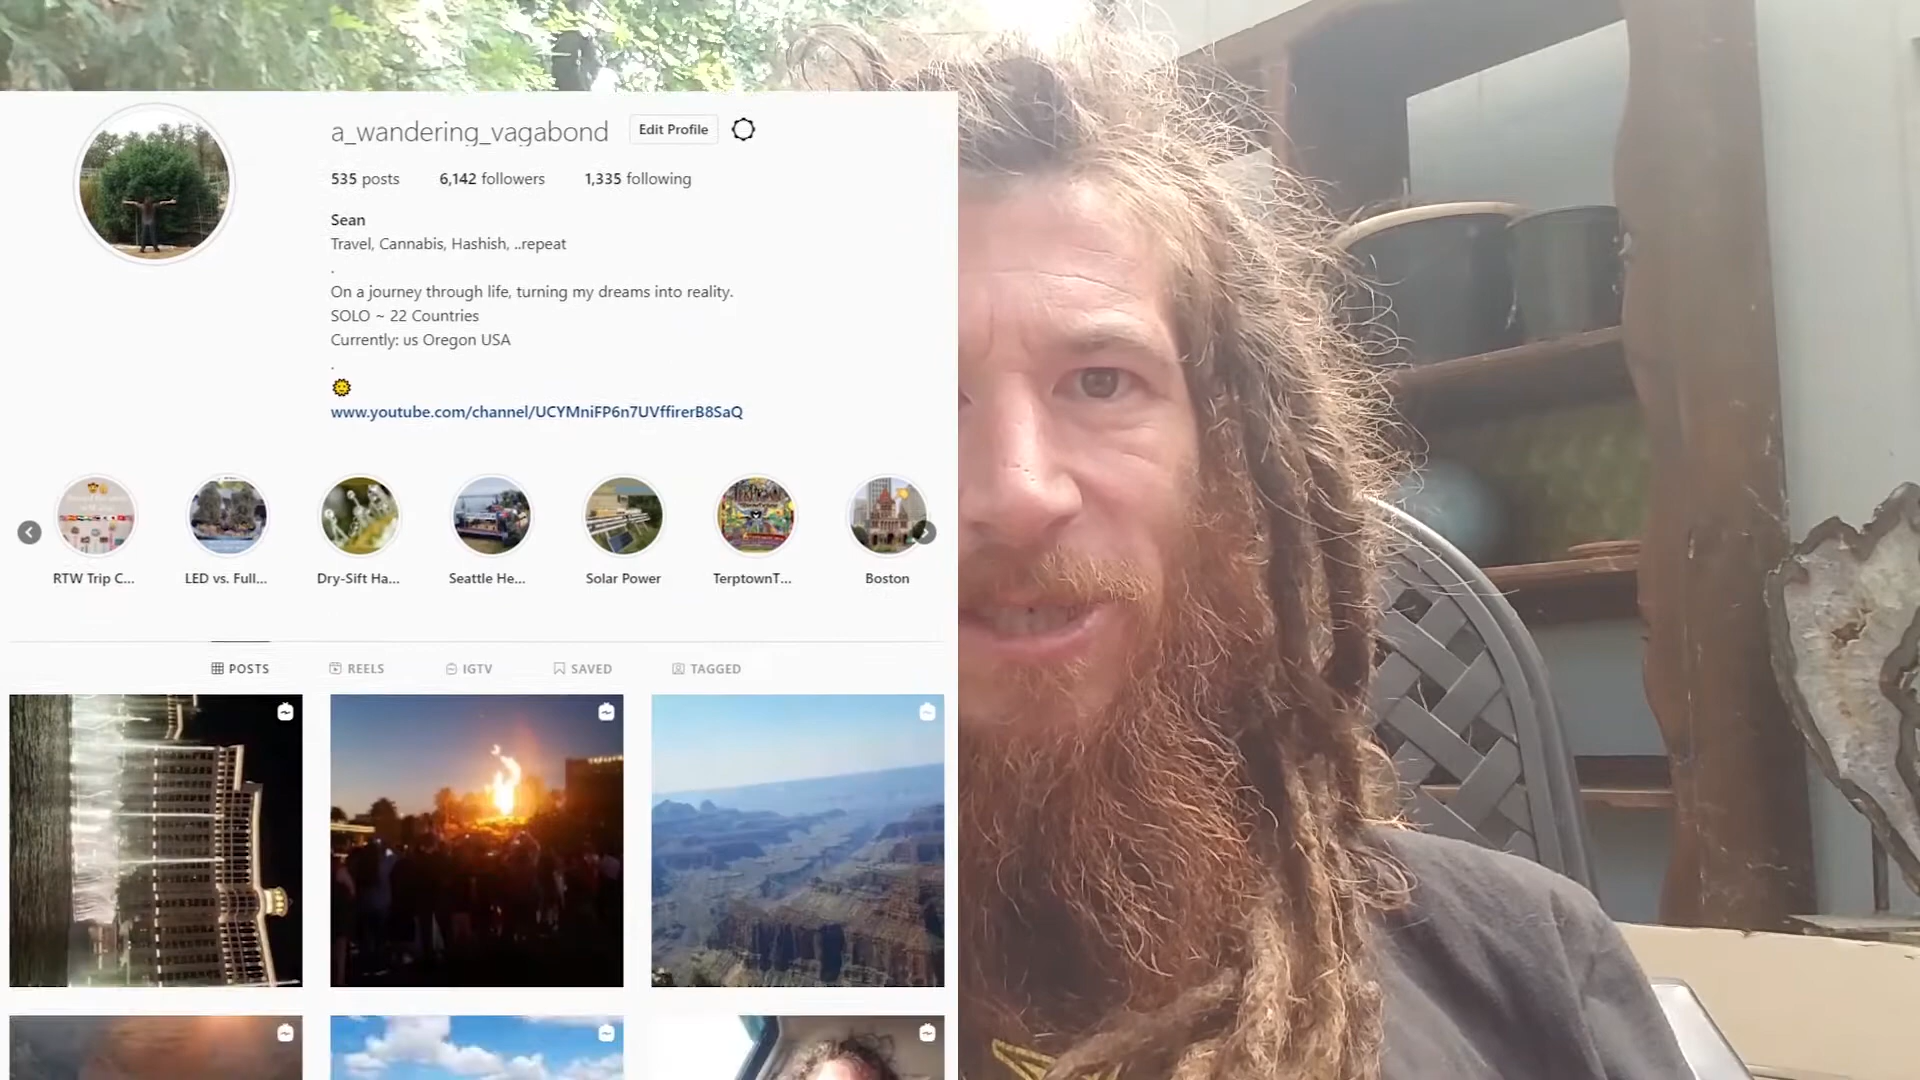 a_wandering_vagabond Edit Profile
535 posts 6,142 followers 1,335 following
Sean
Travel, Cannabis, Hashish, ..repeat
.
On a journey through life, turning my dreams into reality.
SOLO ~ 22 Countries
Currently: us Oregon USA
.
www.youtube.com/channel/UCYMniFP6n7UVffirerB8SaQ
RTW Trip C... LED vs. Full... Dry-Sift Ha... Seattle He... Solar Power TerptownT... Boston
POSTS REELS IGTV SAVED TAGGED